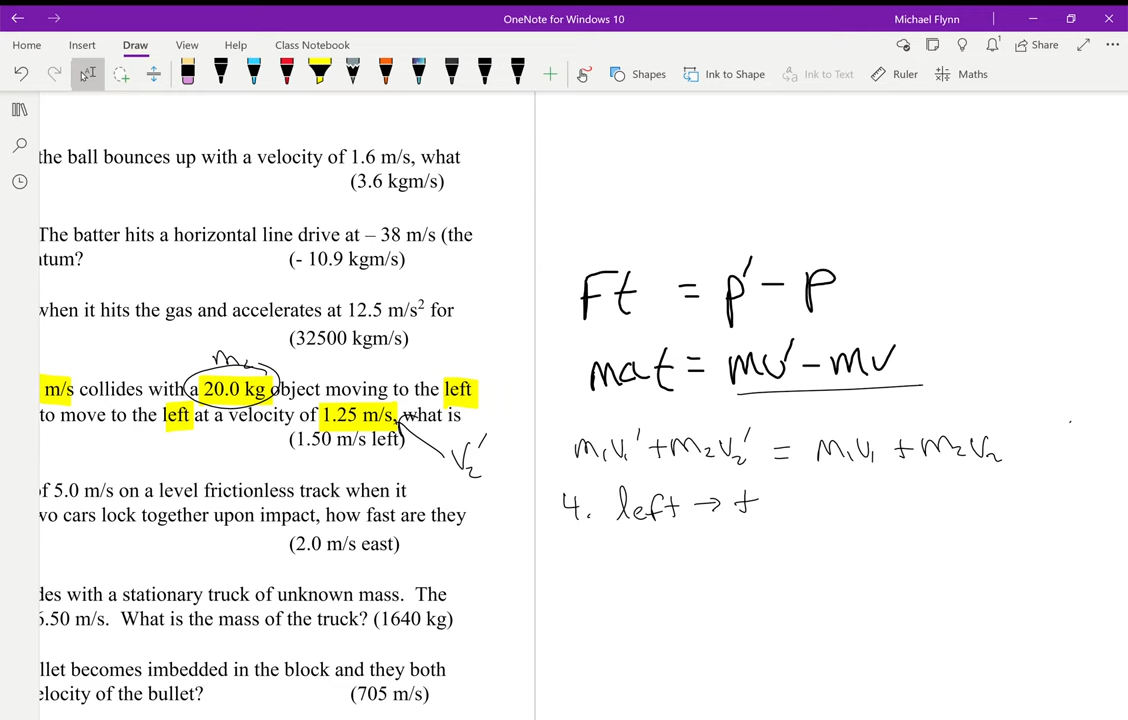 OneNote for Windows 10
Michael Flynn
Home Insert Draw View Help Class Notebook
Share
Shapes Ink to Shape Ink to Text Ruler Maths
the ball bounces up with a velocity of 1.6 m/s, what
(3.6 kgm/s)
The batter hits a horizontal line drive at – 38 m/s (the
tum?
(- 10.9 kgm/s)
when it hits the gas and accelerates at 12.5 m/s² for
(32500 kgm/s)
m/s collides with a 20.0 kg object moving to the left
to move to the left at a velocity of 1.25 m/s, what is
(1.50 m/s left)
V₂'
of 5.0 m/s on a level frictionless track when it
wo cars lock together upon impact, how fast are they
(2.0 m/s east)
des with a stationary truck of unknown mass. The
6.50 m/s. What is the mass of the truck? (1640 kg)
llet becomes imbedded in the block and they both
elocity of the bullet?
(705 m/s)
Ft = p' - p
mat = mv' - mv
m₁v₁' + m₂v₂' = m₁v₁ + m₂v₂
4. left → +